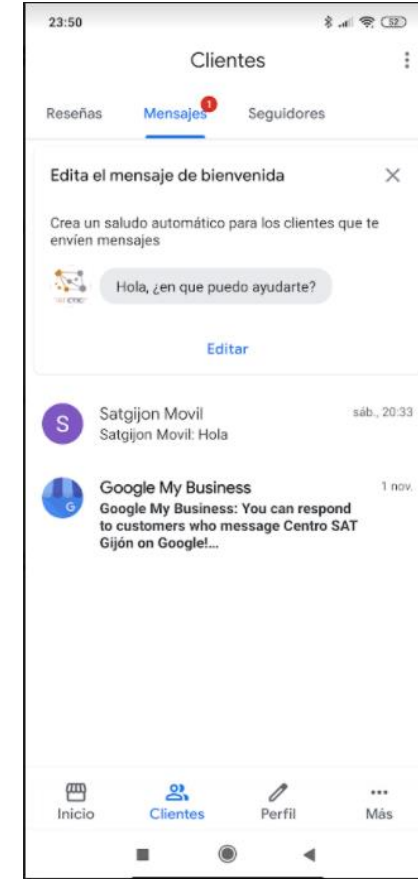 23:50
52
Clientes
Reseñas Mensajes 1 Seguidores
Edita el mensaje de bienvenida
Crea un saludo automático para los clientes que te
envíen mensajes
Hola, ¿en que puedo ayudarte?
Editar
S
Satgijon Movil sáb., 20:33
Satgijon Movil: Hola
G
Google My Business 1 nov.
Google My Business: You can respond
to customers who message Centro SAT
Gijón on Google!...
Inicio Clientes Perfil Más